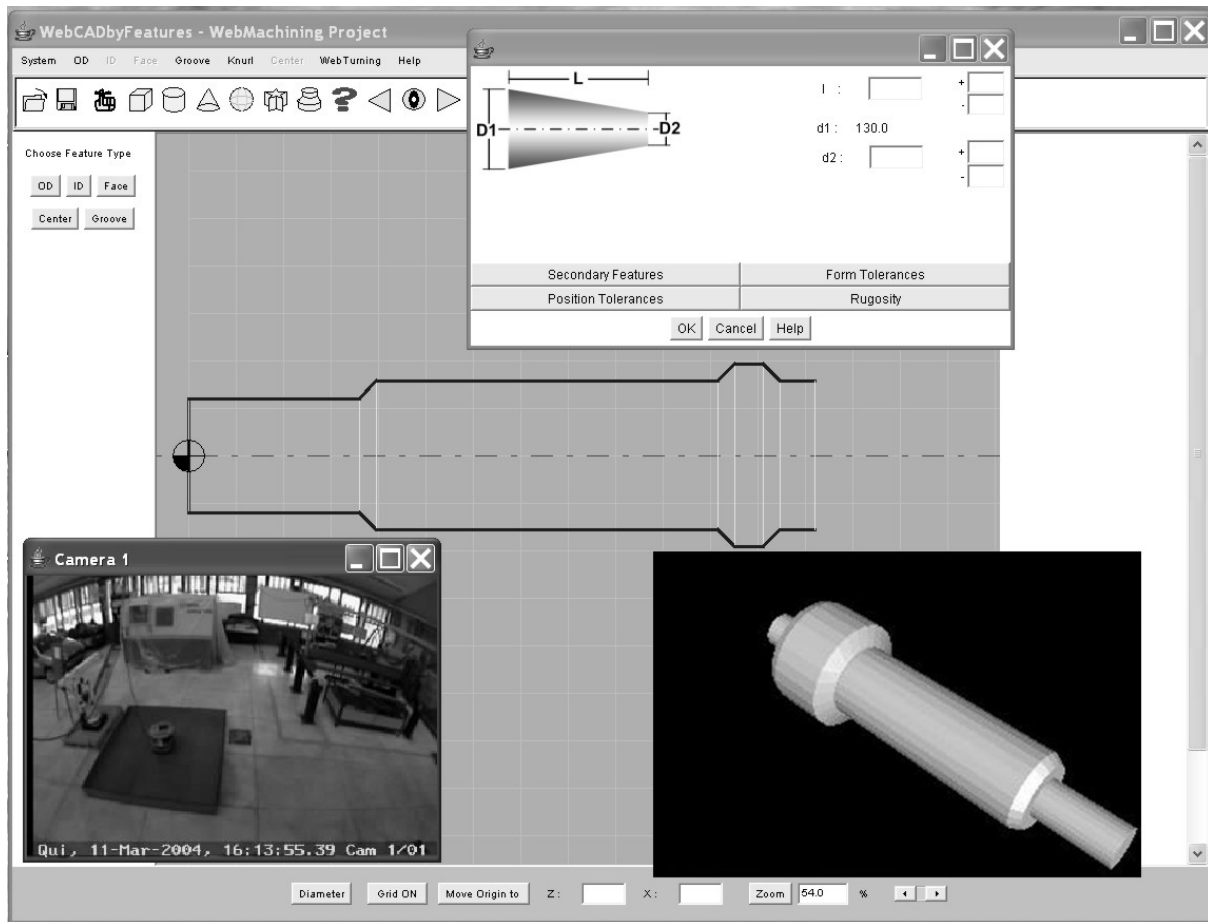 WebCADbyFeatures - WebMachining Project
System OD ID Face Groove Knurl Center WebTurning Help
Choose Feature Type
OD ID Face
Center Groove
L
D1
D2
l :
+
-
d1 : 130.0
d2 :
+
-
Secondary Features Form Tolerances
Position Tolerances Rugosity
OK Cancel Help
Camera 1
Qui, 11-Mar-2004, 16:13:55.39 Cam 1/01
Diameter Grid ON Move Origin to Z : X : Zoom 54.0 %